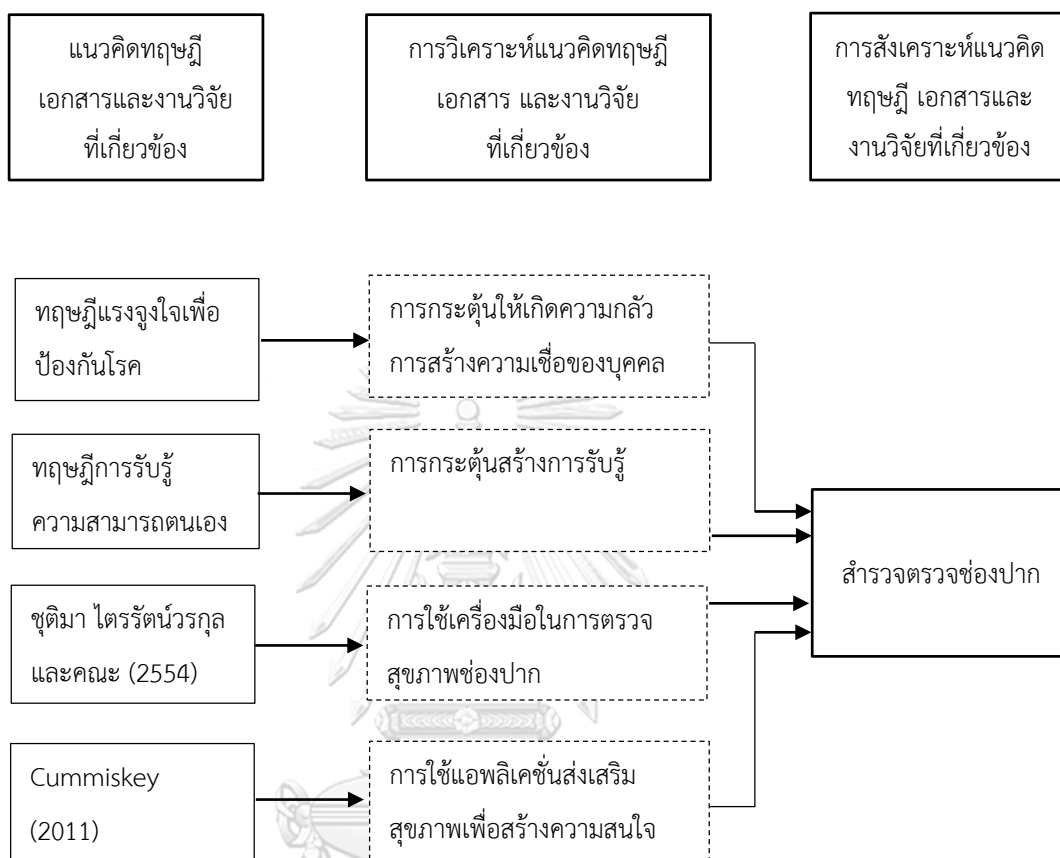 แนวคิดทฤษฎี
เอกสารและงานวิจัย
ที่เกี่ยวข้อง
การวิเคราะห์แนวคิดทฤษฎี
เอกสาร และงานวิจัย
ที่เกี่ยวข้อง
การสังเคราะห์แนวคิด
ทฤษฎี เอกสารและ
งานวิจัยที่เกี่ยวข้อง
ทฤษฎีแรงจูงใจเพื่อ
ป้องกันโรค
การกระตุ้นให้เกิดความกลัว
การสร้างความเชื่อของบุคคล
ทฤษฎีการรับรู้
ความสามารถตนเอง
การกระตุ้นสร้างการรับรู้
ชุติมา ไตรรัตน์วรกุล
และคณะ (2554)
การใช้เครื่องมือในการตรวจ
สุขภาพช่องปาก
Cummiskey
(2011)
การใช้แอพลิเคชั่นส่งเสริม
สุขภาพเพื่อสร้างความสนใจ
สำรวจตรวจช่องปาก